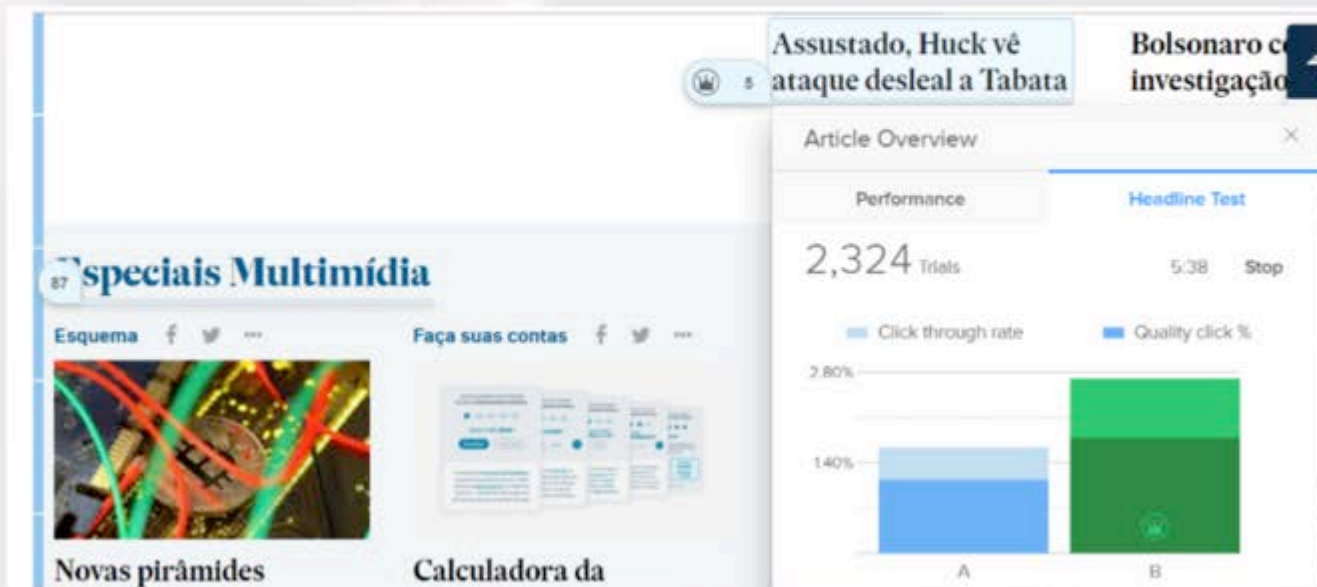 Assustado, Huck vê
ataque desleal a Tabata
5
Bolsonaro
investigação
Article Overview
×
Performance
Headline Test
2,324 Trials
5:38 Stop
Click through rate
Quality click %
2.80%
1.40%
A
B
87
Especiais Multimídia
Esquema
Faça suas contas
Novas pirâmides
Calculadora da